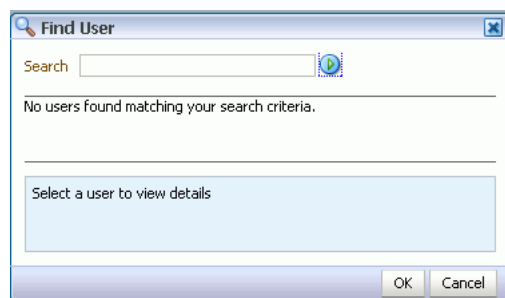 Find User
Search
No users found matching your search criteria.
Select a user to view details
OK Cancel